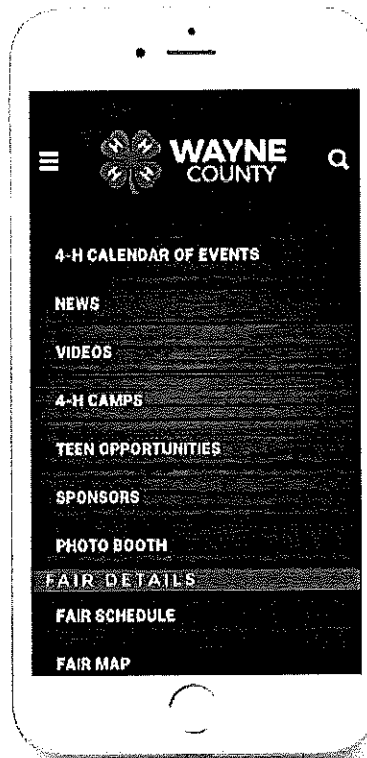 H H WAYNE
H H COUNTY
4-H CALENDAR OF EVENTS
NEWS
VIDEOS
4-H CAMPS
TEEN OPPORTUNITIES
SPONSORS
PHOTO BOOTH
FAIR DETAILS
FAIR SCHEDULE
FAIR MAP